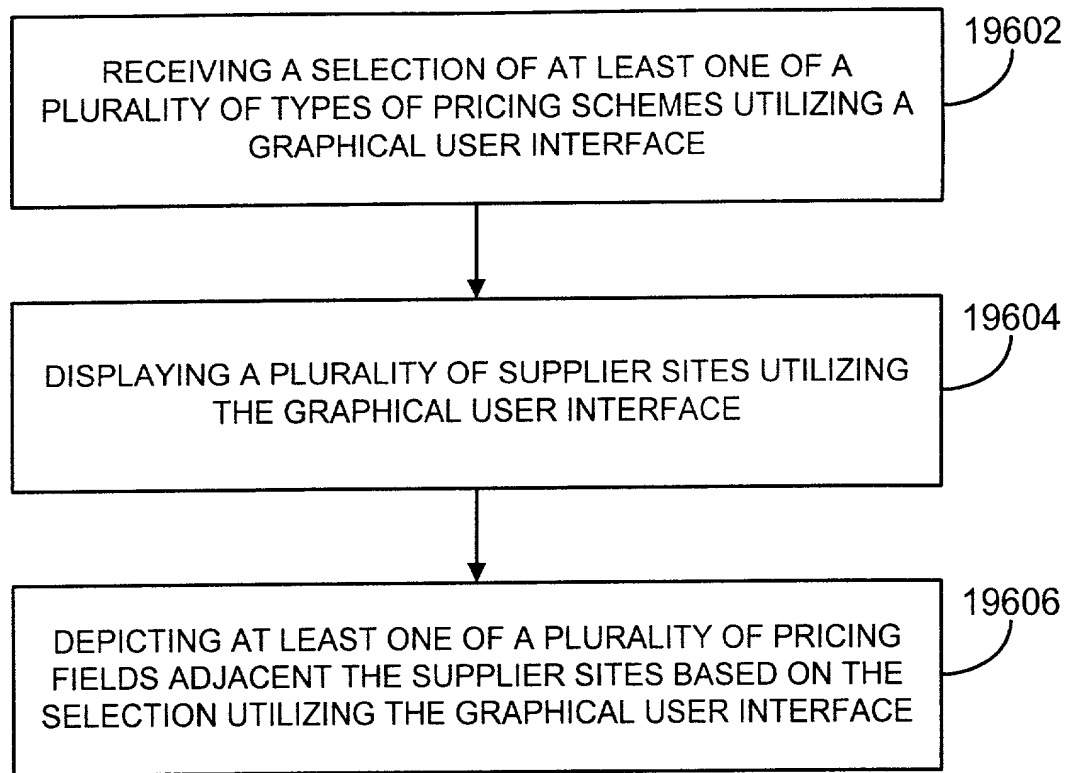 19602
RECEIVING A SELECTION OF AT LEAST ONE OF A
PLURALITY OF TYPES OF PRICING SCHEMES UTILIZING A
GRAPHICAL USER INTERFACE
19604
DISPLAYING A PLURALITY OF SUPPLIER SITES UTILIZING
THE GRAPHICAL USER INTERFACE
19606
DEPICTING AT LEAST ONE OF A PLURALITY OF PRICING
FIELDS ADJACENT THE SUPPLIER SITES BASED ON THE
SELECTION UTILIZING THE GRAPHICAL USER INTERFACE